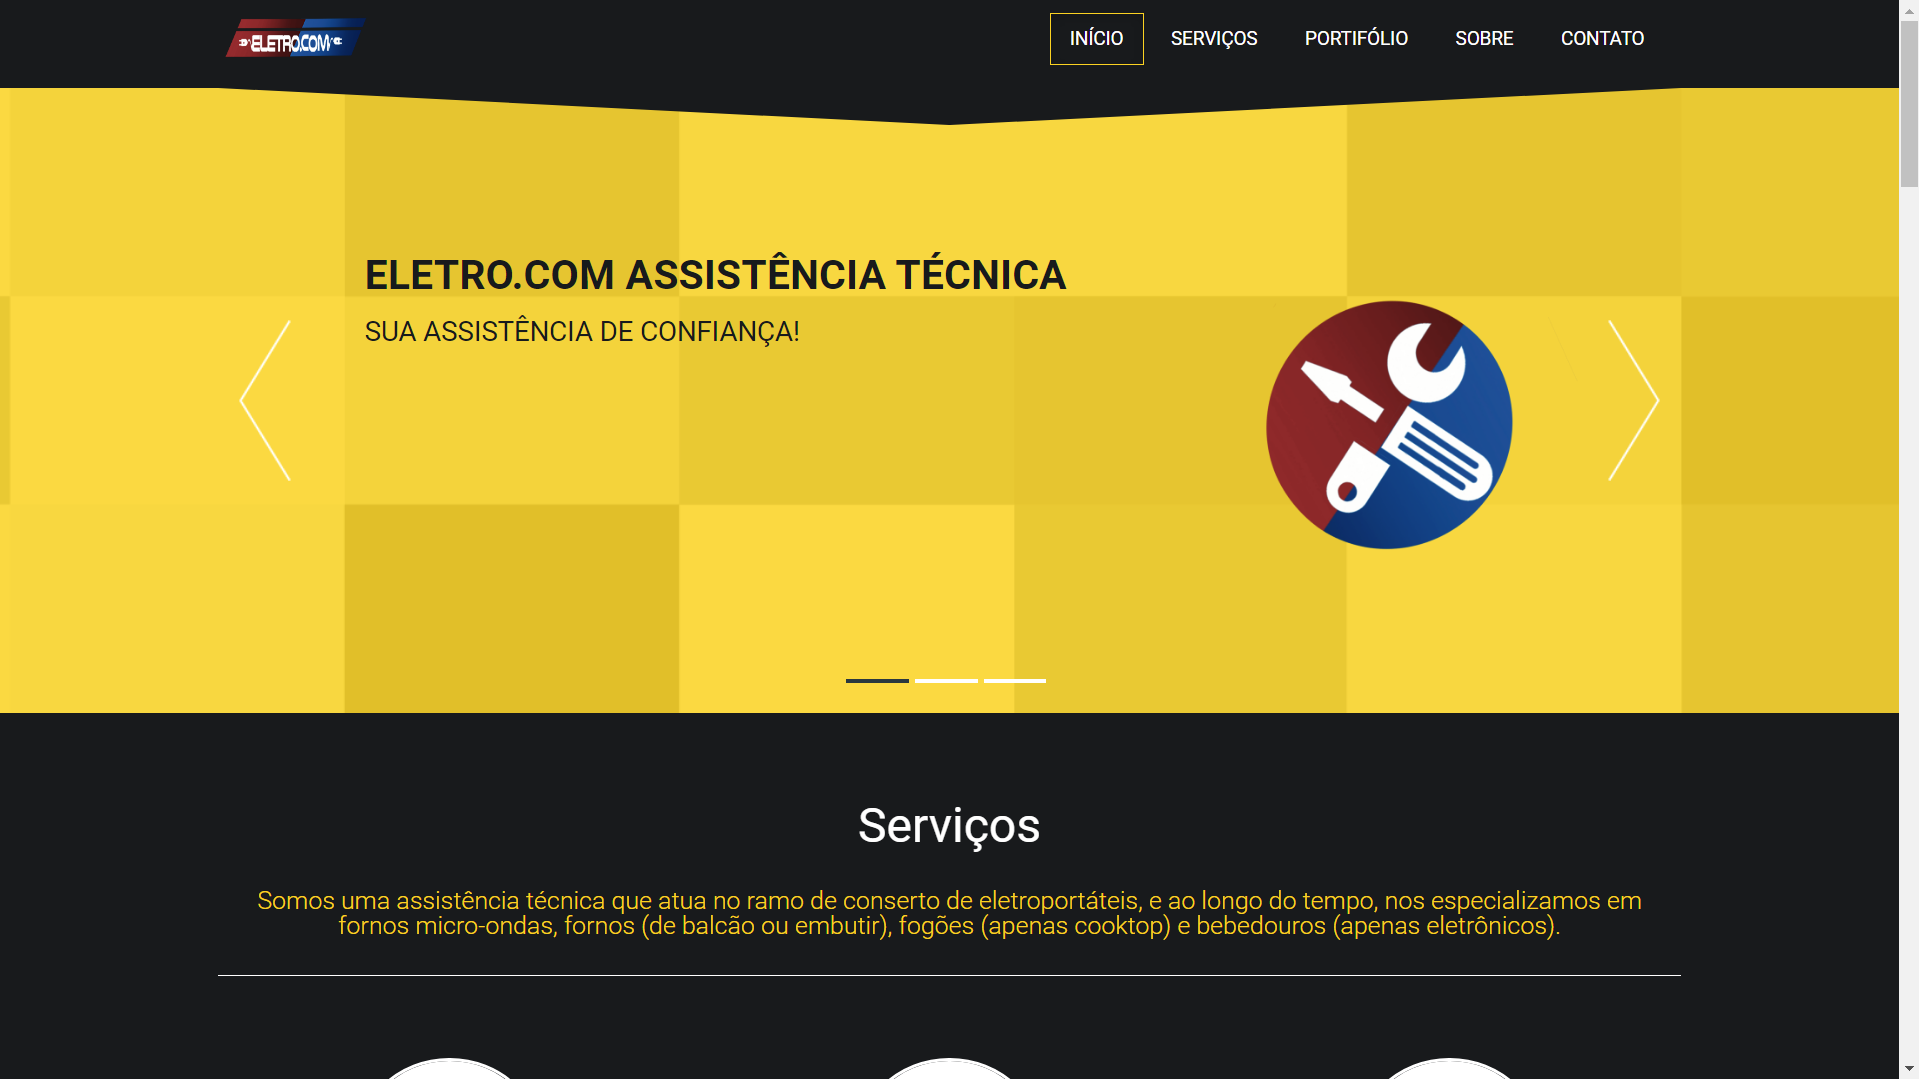 ELETRO.COM
INÍCIO
SERVIÇOS
PORTIFÓLIO
SOBRE
CONTATO
ELETRO.COM ASSISTÊNCIA TÉCNICA
SUA ASSISTÊNCIA DE CONFIANÇA!
Serviços
Somos uma assistência técnica que atua no ramo de conserto de eletroportáteis, e ao longo do tempo, nos especializamos em
fornos micro-ondas, fornos (de balcão ou embutir), fogões (apenas cooktop) e bebedouros (apenas eletrônicos).